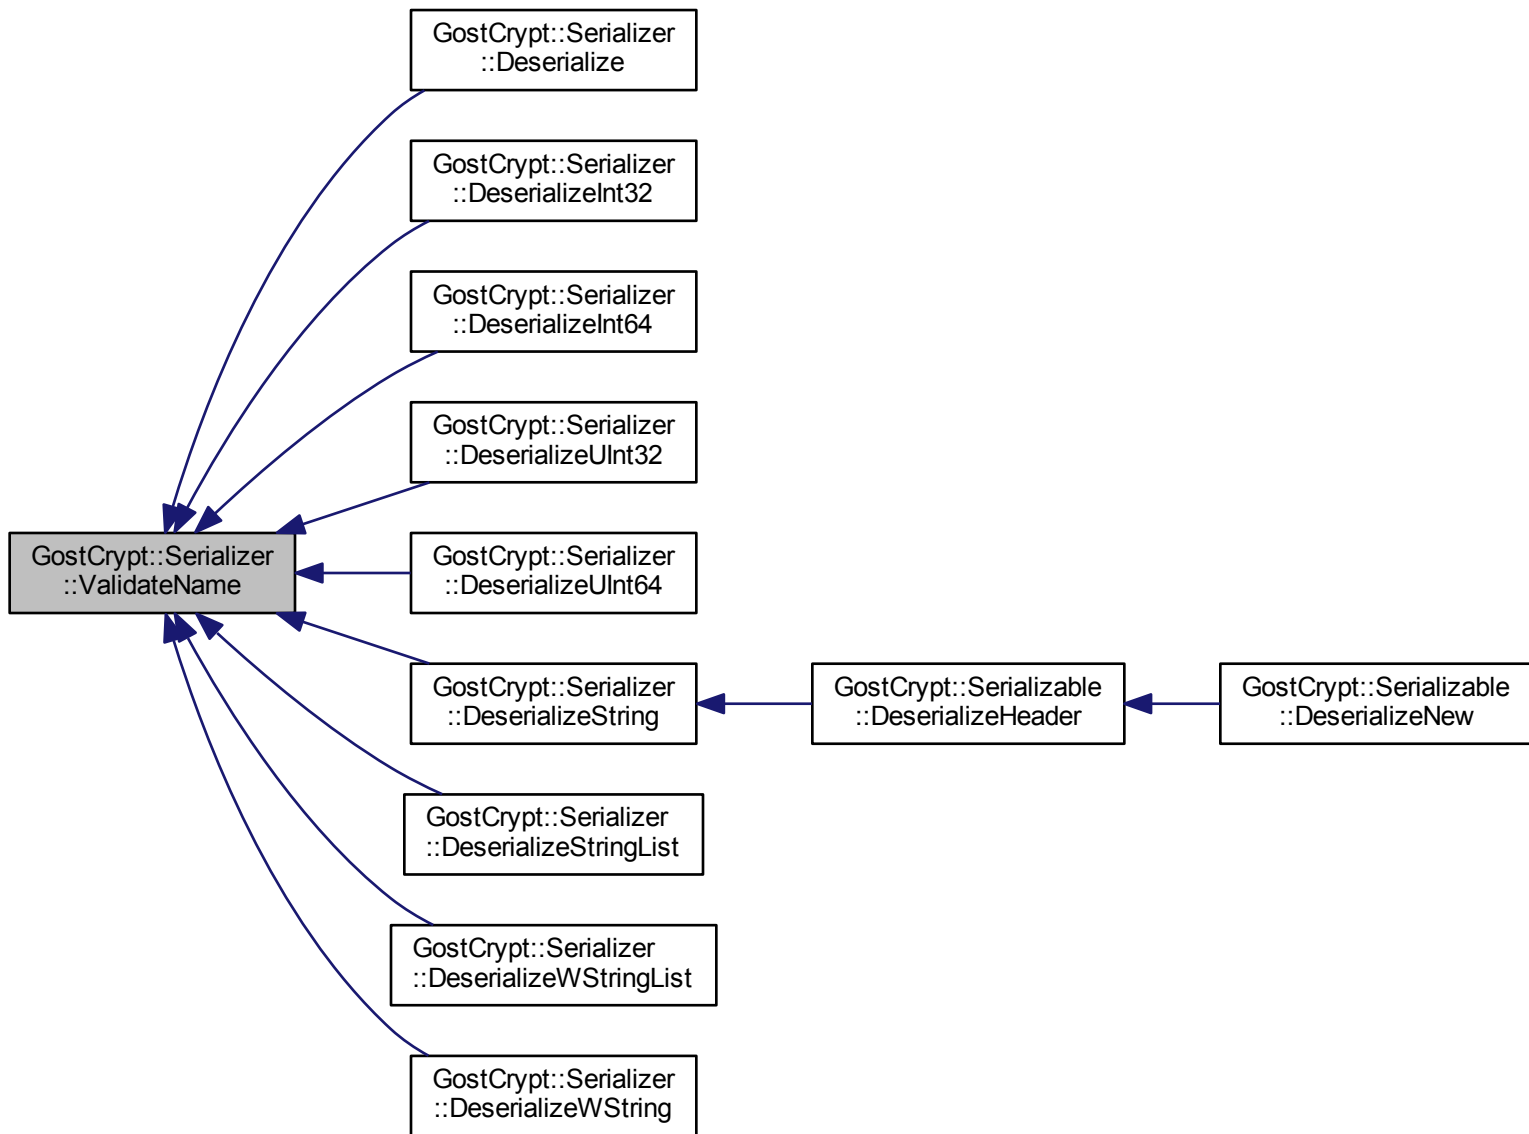 GostCrypt::Serializer
::Deserialize
GostCrypt::Serializer
::DeserializeInt32
GostCrypt::Serializer
::DeserializeInt64
GostCrypt::Serializer
::DeserializeUInt32
GostCrypt::Serializer
::ValidateName
GostCrypt::Serializer
::DeserializeUInt64
GostCrypt::Serializer
::DeserializeString
GostCrypt::Serializable
::DeserializeHeader
GostCrypt::Serializable
::DeserializeNew
GostCrypt::Serializer
::DeserializeStringList
GostCrypt::Serializer
::DeserializeWStringList
GostCrypt::Serializer
::DeserializeWString